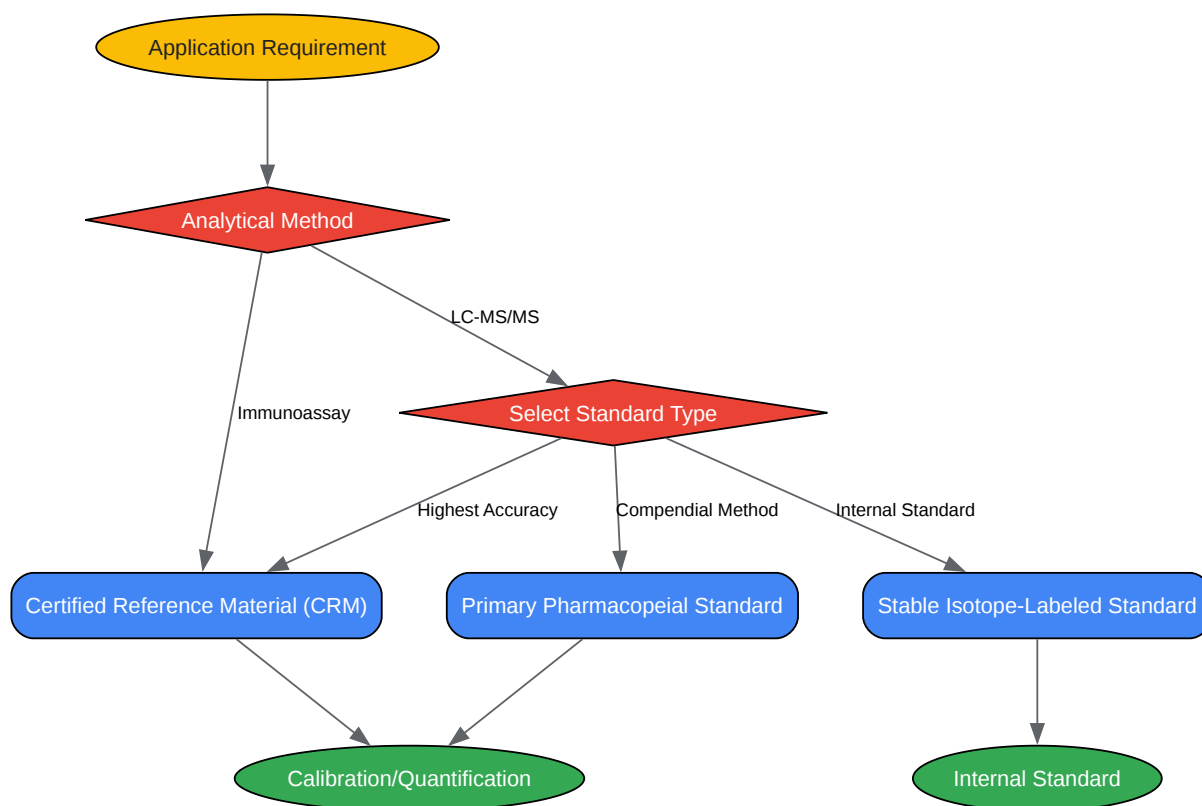 Application Requirement
Analytical Method
LC-MS/MS
Immunoassay
Select Standard Type
Highest Accuracy
Compendial Method
Internal Standard
Certified Reference Material (CRM)
Primary Pharmacopeial Standard
Stable Isotope-Labeled Standard
Calibration/Quantification
Internal Standard